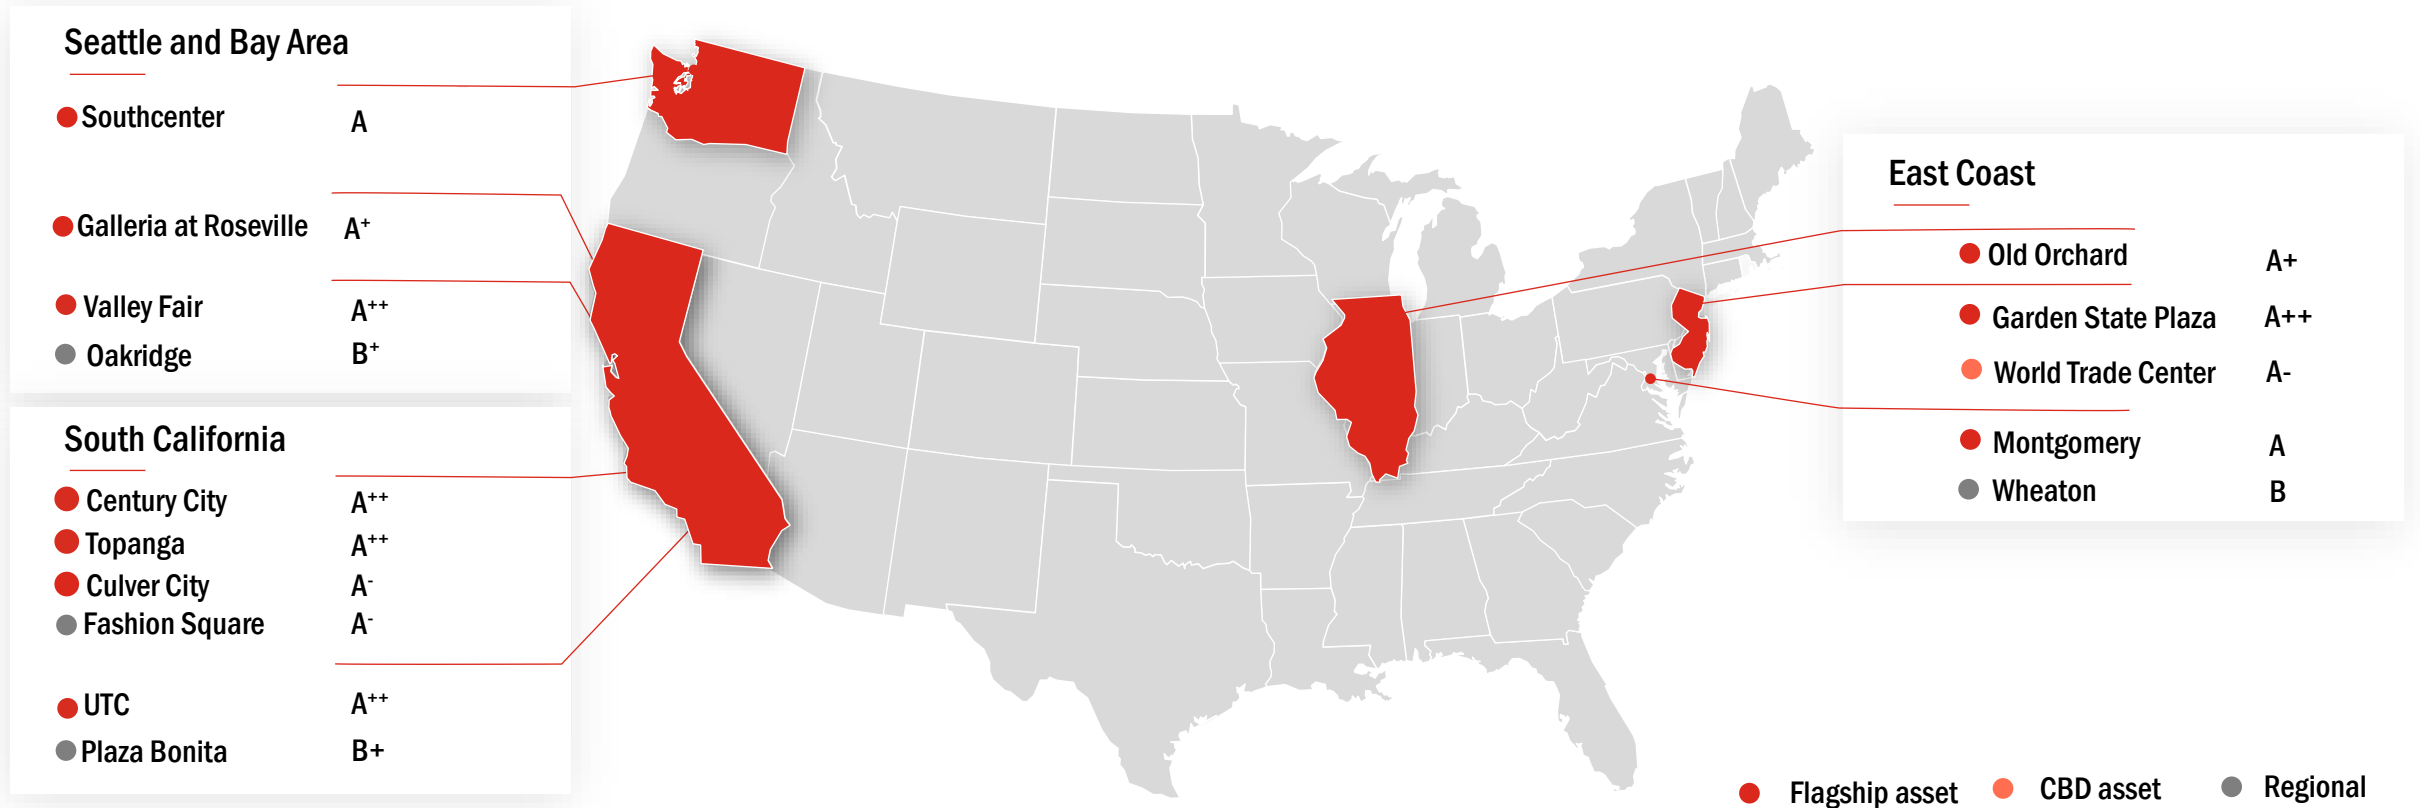 Seattle and Bay Area
Southcenter A
Galleria at Roseville A+
Valley Fair A++
Oakridge B+
South California
Century City A++
Topanga A++
Culver City A-
Fashion Square A-
UTC A++
Plaza Bonita B+
East Coast
Old Orchard A+
Garden State Plaza A++
World Trade Center A-
Montgomery A
Wheaton B
Flagship asset CBD asset Regional